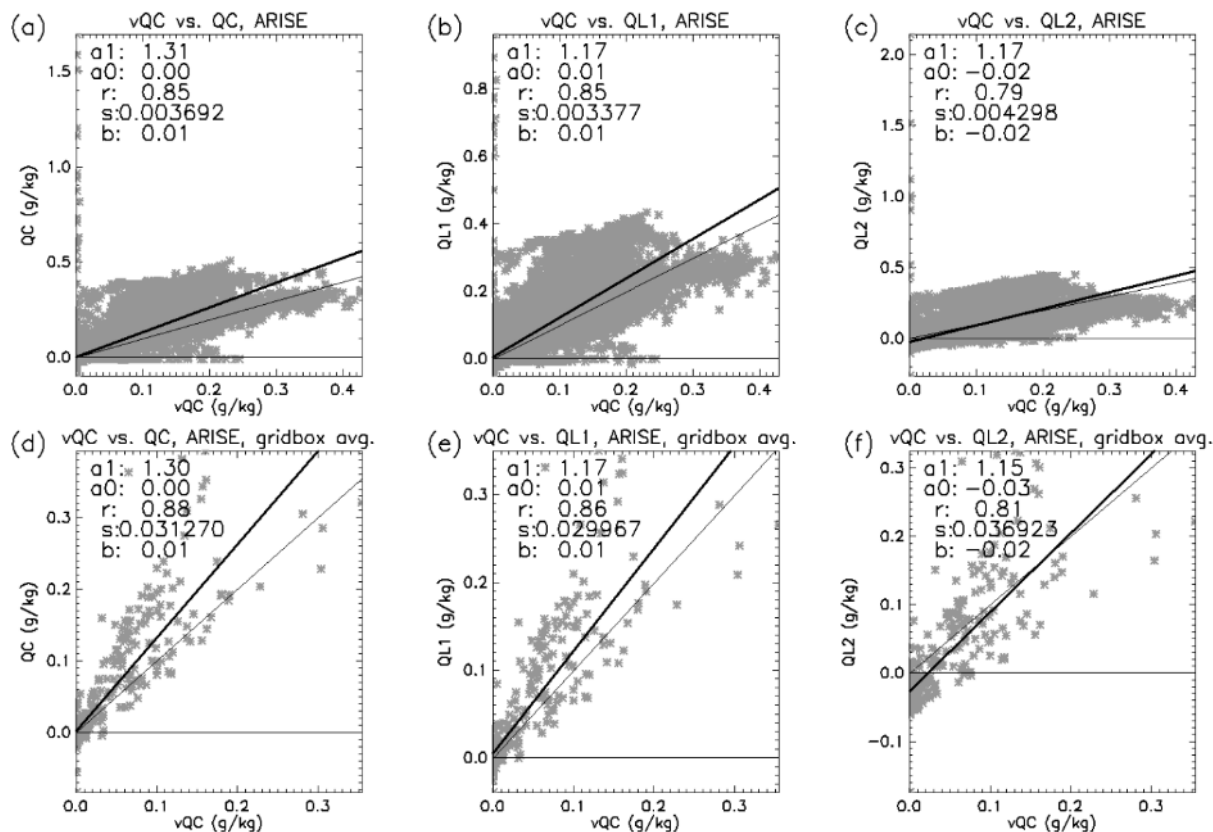 (a) vQC vs. QC, ARISE
a1: 1.31
a0: 0.00
r: 0.85
s:0.003692
b: 0.01
1.5
1.0
0.5
0.0
QC (g/kg)
0.0 0.1 0.2 0.3 0.4
vQC (g/kg)
(b) vQC vs. QL1, ARISE
a1: 1.17
a0: 0.01
r: 0.85
s:0.003377
b: 0.01
0.8
0.6
0.4
0.2
0.0
QL1 (g/kg)
0.0 0.1 0.2 0.3 0.4
vQC (g/kg)
(c) vQC vs. QL2, ARISE
a1: 1.17
a0: -0.02
r: 0.79
s:0.004298
b: -0.02
2.0
1.5
1.0
0.5
0.0
QL2 (g/kg)
0.0 0.1 0.2 0.3 0.4
vQC (g/kg)
(d) vQC vs. QC, ARISE, gridbox avg.
a1: 1.30
a0: 0.00
r: 0.88
s:0.031270
b: 0.01
0.3
0.2
0.1
0.0
QC (g/kg)
0.0 0.1 0.2 0.3
vQC (g/kg)
(e) vQC vs. QL1, ARISE, gridbox avg.
a1: 1.17
a0: 0.01
r: 0.86
s:0.029967
b: 0.01
0.3
0.2
0.1
0.0
QL1 (g/kg)
0.0 0.1 0.2 0.3
vQC (g/kg)
(f) vQC vs. QL2, ARISE, gridbox avg.
a1: 1.15
a0: -0.03
r: 0.81
s:0.036923
b: -0.02
0.3
0.2
0.1
0.0
-0.1
QL2 (g/kg)
0.0 0.1 0.2 0.3
vQC (g/kg)